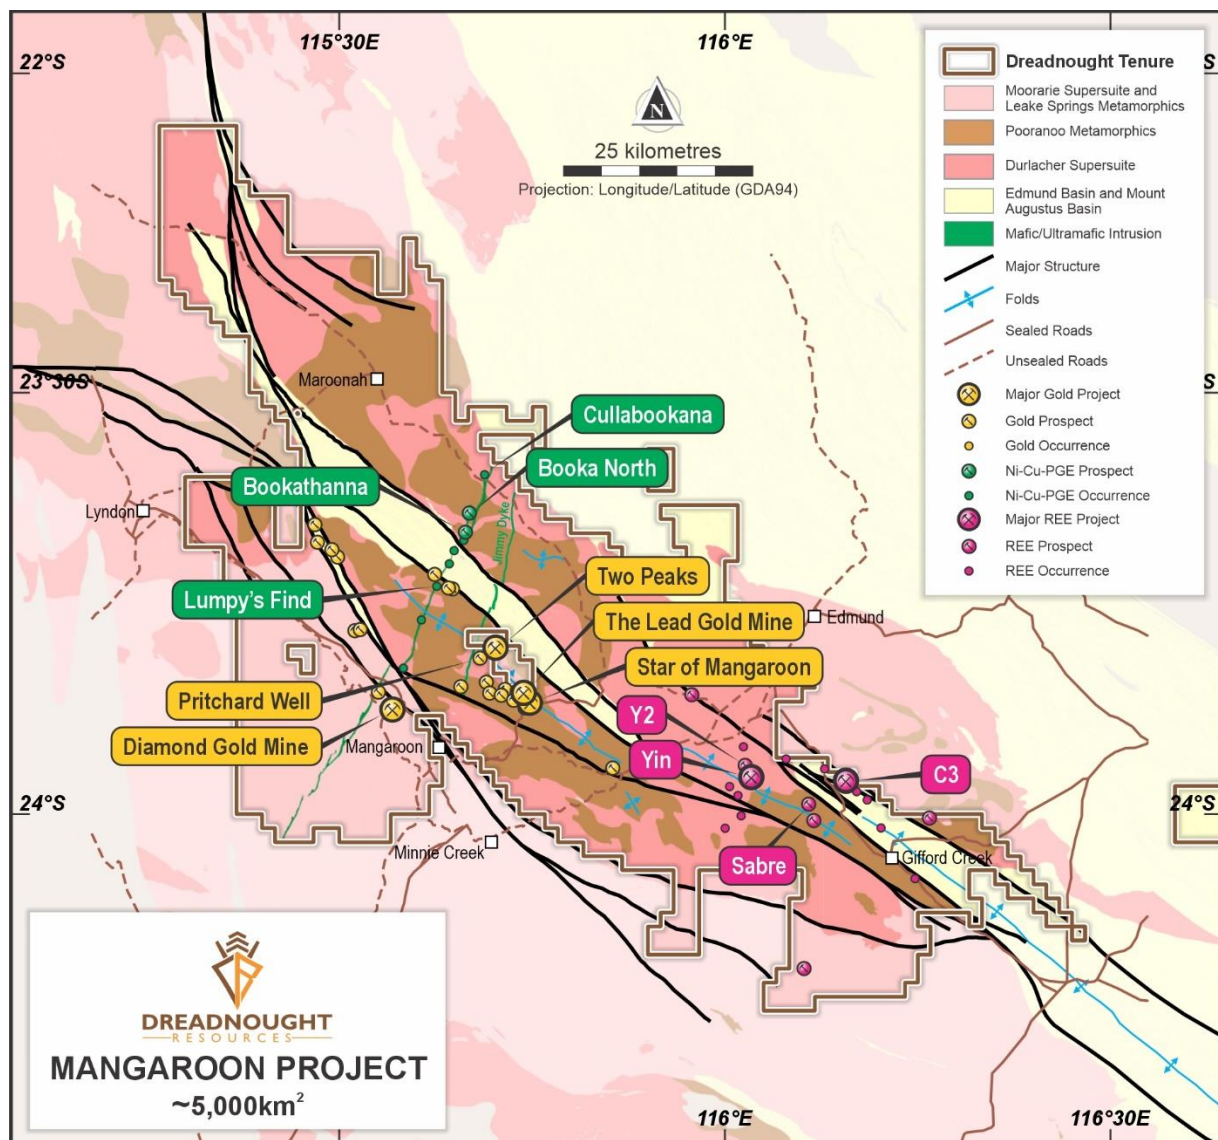 115°30E
116°E
22°S
S
N
25 kilometres
Projection: Longitude/Latitude (GDA94)
Dreadnought Tenure
Moorarie Supersuite and
Leake Springs Metamorphics
Pooranoo Metamorphics
Durlacher Supersuite
Edmund Basin and Mount
Augustus Basin
Mafic/Ultramafic Intrusion
Major Structure
Folds
Sealed Roads
Unsealed Roads
Major Gold Project
Gold Prospect
Gold Occurrence
Ni-Cu-PGE Prospect
Ni-Cu-PGE Occurrence
Major REE Project
REE Prospect
REE Occurrence
23°30S
S
Maroonah
Cullabookana
Booka North
Bookathanna
Lyndon
Jimmy Dyke
Two Peaks
Lumpy's Find
The Lead Gold Mine
Edmund
Star of Mangaroon
Pritchard Well
Y2
Diamond Gold Mine
Mangaroon
Yin
C3
24°S
24°S
Minnie Creek
Gifford Creek
Sabre
DREADNOUGHT
RESOURCES
MANGAROON PROJECT
~5,000km²
116°E
116°30E